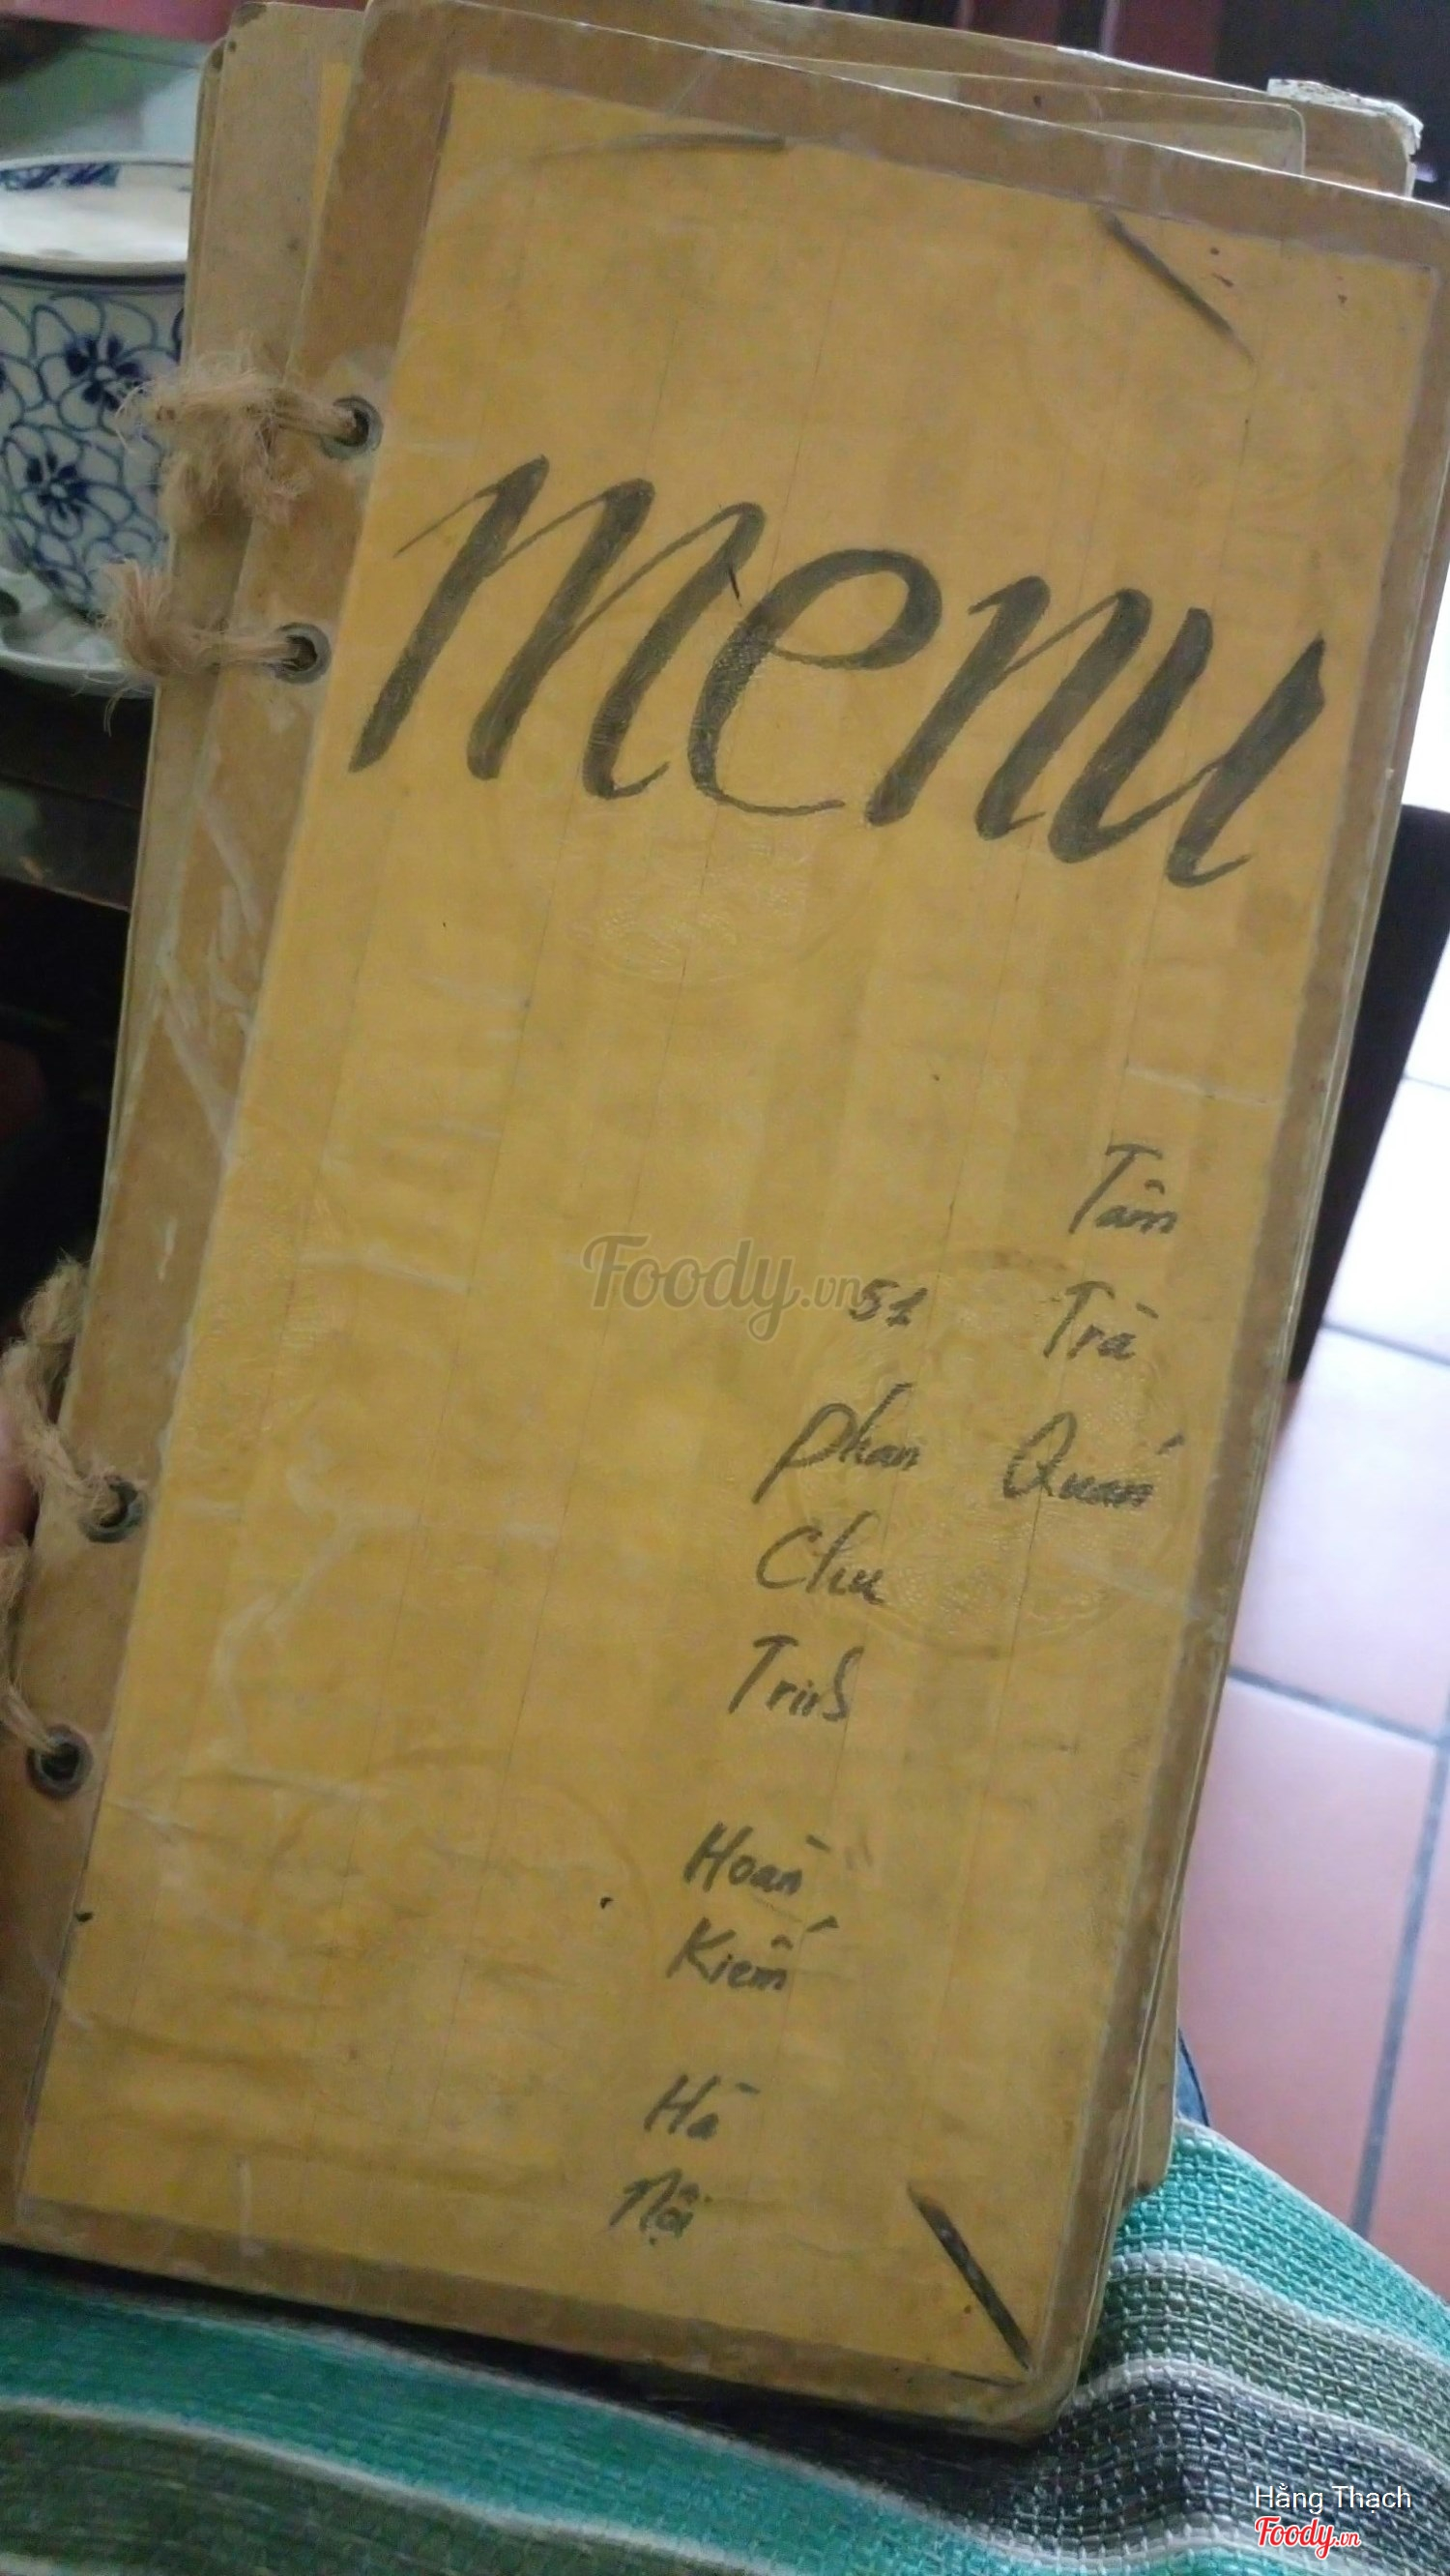 Menu
Tâm
Trà
Quán
51
Phan
Chu
Trinh
Hoàn
Kiếm
Hà
Nội
Foody.vn
Hằng Thạch
Foody.vn